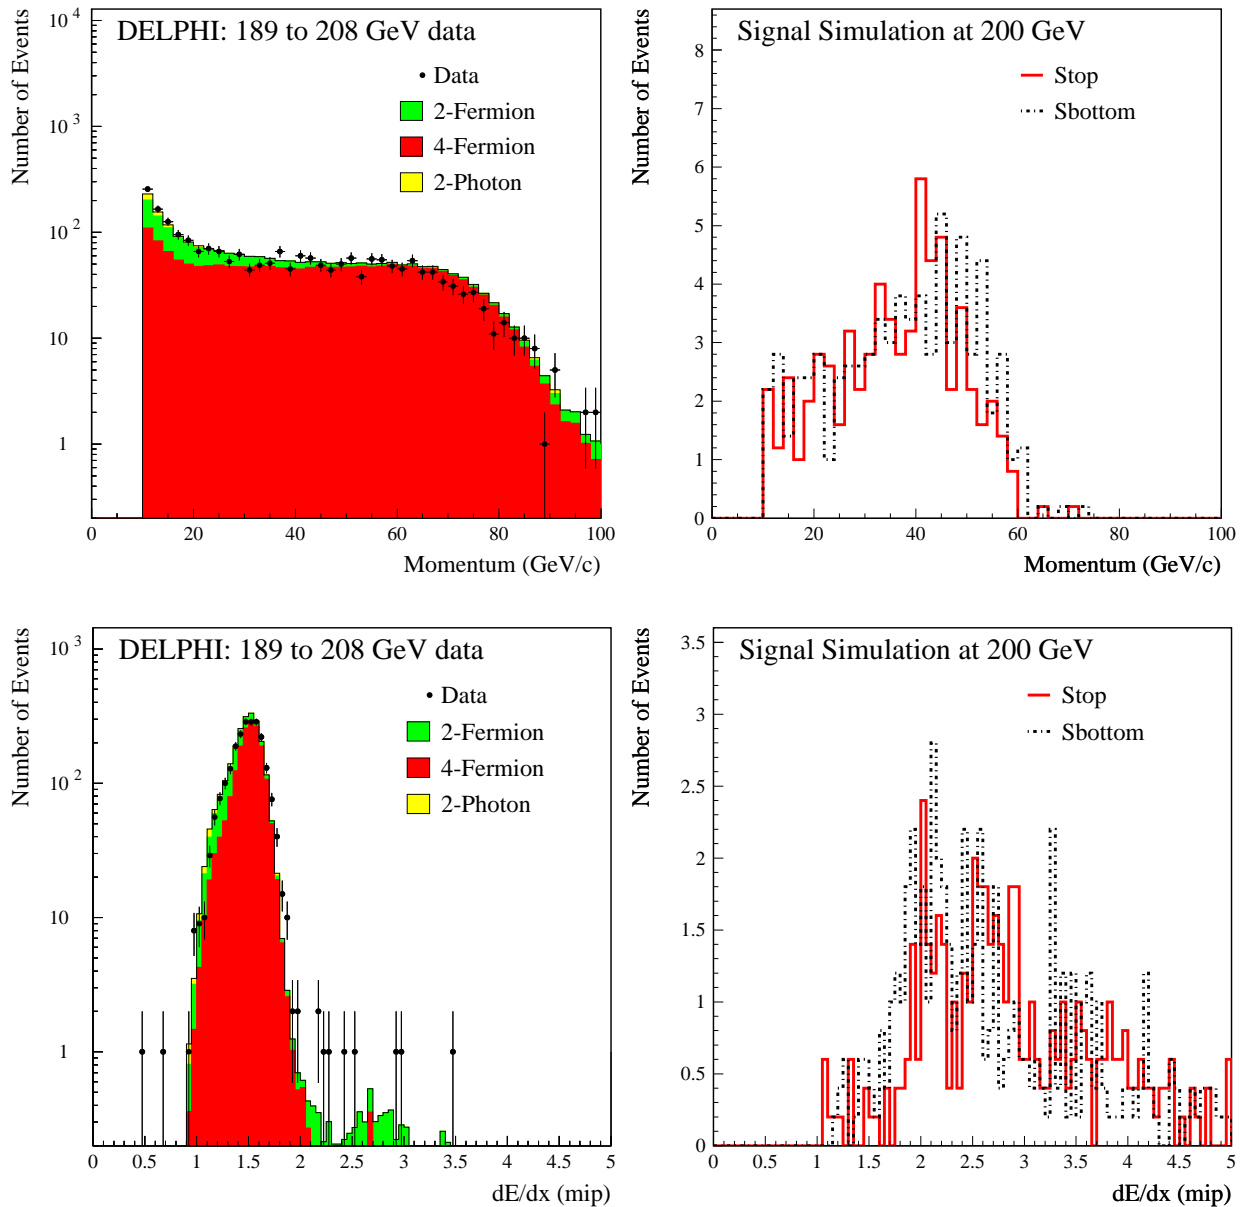 DELPHI: 189 to 208 GeV data
Number of Events
Data
2-Fermion
4-Fermion
2-Photon
10 4
10 3
10 2
10
1
0 20 40 60 80 100
Momentum (GeV/c)
Signal Simulation at 200 GeV
Number of Events
Stop
Sbottom
8
7
6
5
4
3
2
1
0
0 20 40 60 80 100
Momentum (GeV/c)
DELPHI: 189 to 208 GeV data
Number of Events
Data
2-Fermion
4-Fermion
2-Photon
10 3
10 2
10
1
0 0.5 1 1.5 2 2.5 3 3.5 4 4.5 5
dE/dx (mip)
Signal Simulation at 200 GeV
Number of Events
Stop
Sbottom
3.5
3
2.5
2
1.5
1
0.5
0
0 0.5 1 1.5 2 2.5 3 3.5 4 4.5 5
dE/dx (mip)